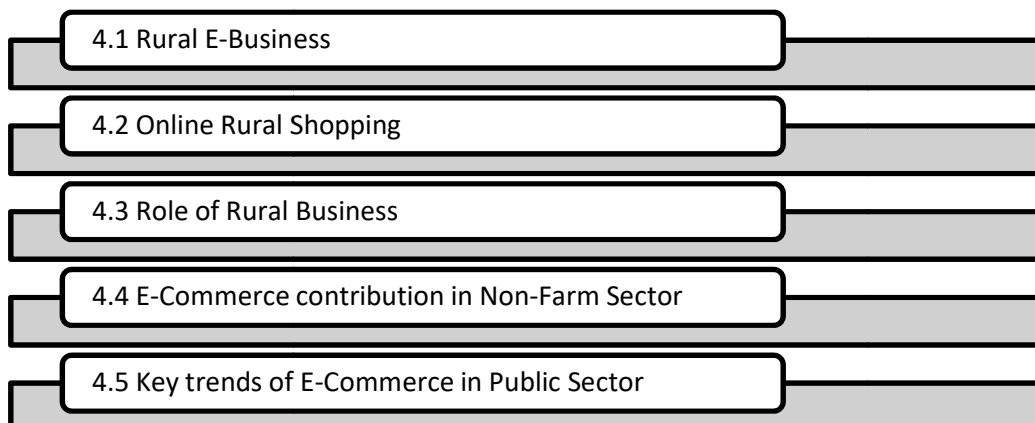 4.1 Rural E-Business
4.2 Online Rural Shopping
4.3 Role of Rural Business
4.4 E-Commerce contribution in Non-Farm Sector
4.5 Key trends of E-Commerce in Public Sector